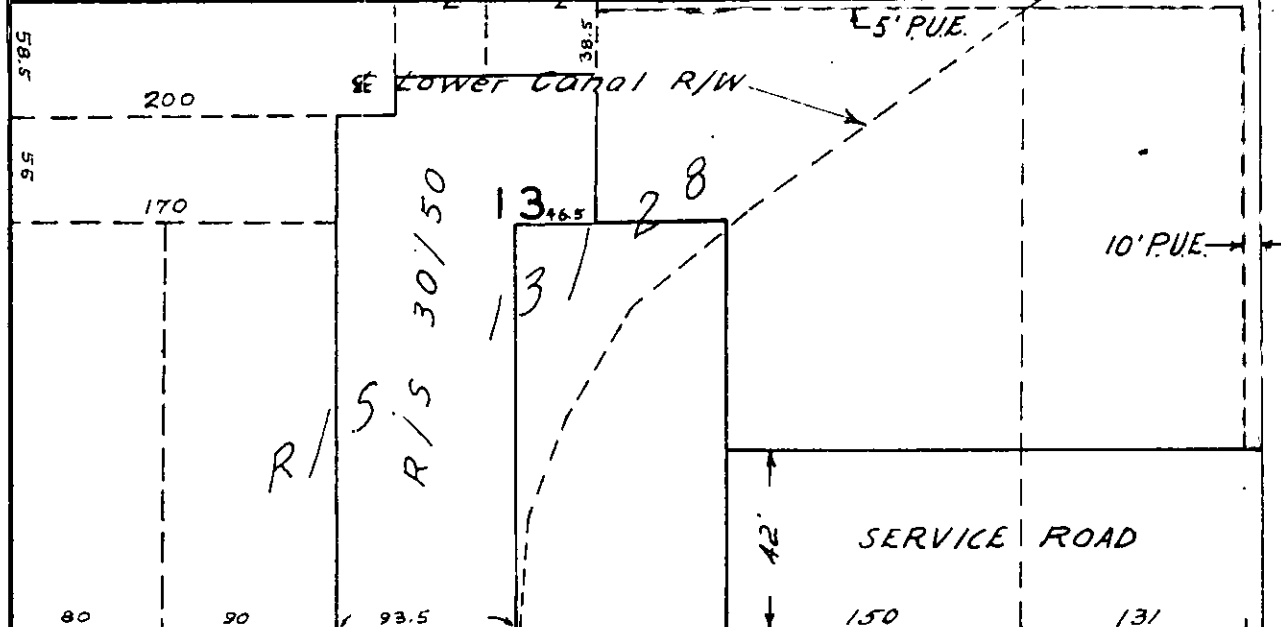 58.5
38.5
5' P.U.E.
℄ Lower Canal R/W
200
56
170
13
46.5
R/S 30/50
R/S 131/28
10' P.U.E.
42'
SERVICE ROAD
80
90
93.5
150
131